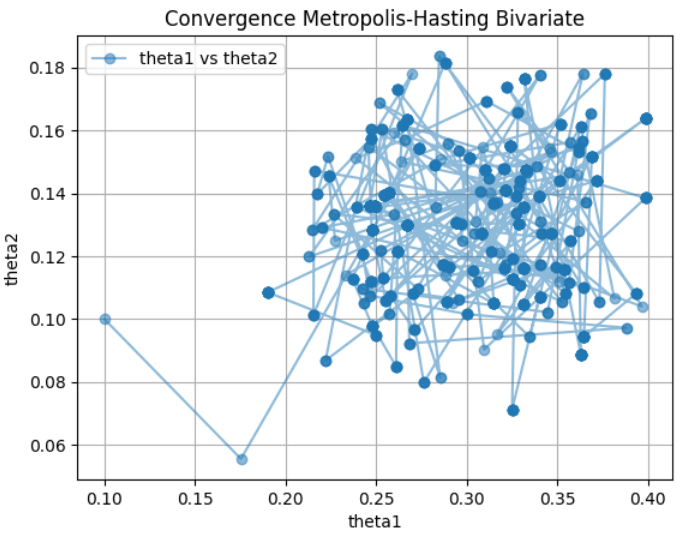 Convergence Metropolis-Hasting Bivariate
theta1 vs theta2
0.18
0.16
0.14
0.12
0.10
0.08
0.06
theta2
0.10 0.15 0.20 0.25 0.30 0.35 0.40
theta1